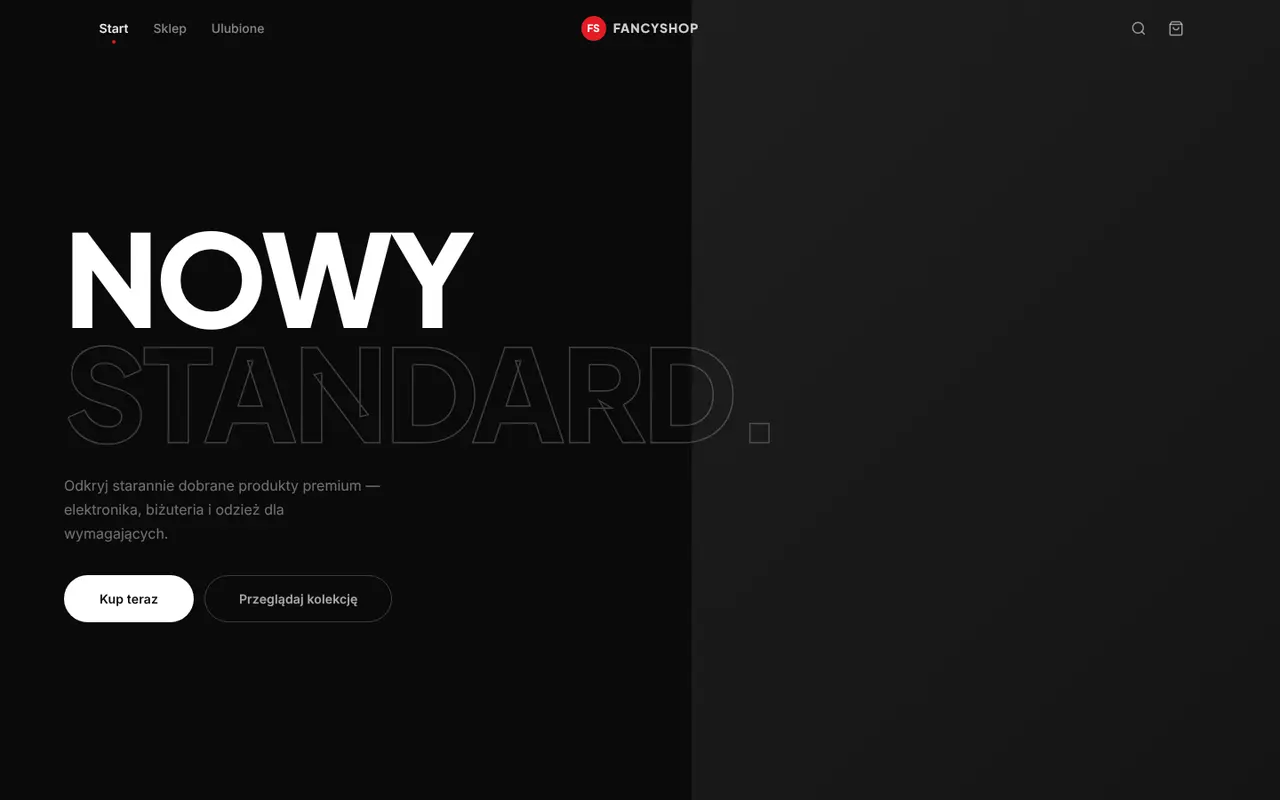 Start
Sklep
Ulubione
FS FANCYSHOP
NOWY
STANDARD.
Odkryj starannie dobrane produkty premium —
elektronika, biżuteria i odzież dla
wymagających.
Kup teraz
Przeglądaj kolekcję